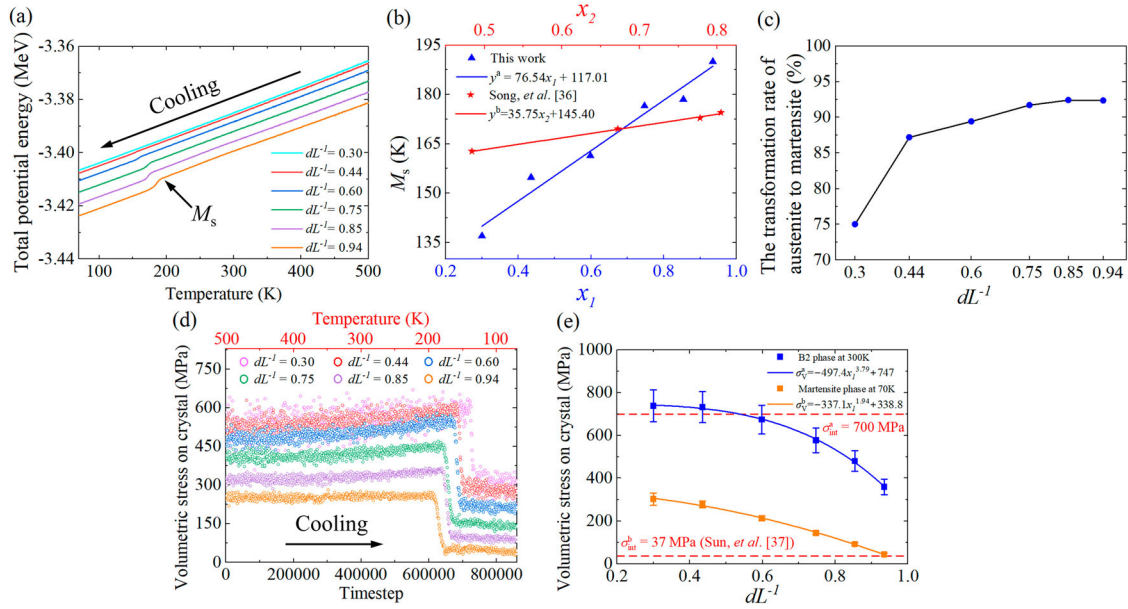 (a)
Total potential energy (MeV)
-3.36
-3.38
-3.40
-3.42
-3.44
Cooling
dL⁻¹= 0.30
dL⁻¹= 0.44
dL⁻¹= 0.60
dL⁻¹= 0.75
dL⁻¹= 0.85
dL⁻¹= 0.94
Mₛ
100 200 300 400 500
Temperature (K)
(b)
x₂
0.5 0.6 0.7 0.8
Mₛ (K)
195
180
165
150
135
This work
yᵃ = 76.54x₁ + 117.01
Song, et al. [36]
yᵇ=35.75x₂+145.40
0.2 0.4 0.6 0.8 1.0
x₁
(c)
The transformation rate of
austenite to martensite (%)
100
95
90
85
80
75
70
0.3 0.44 0.6 0.75 0.85 0.94
dL⁻¹
(d)
Temperature (K)
500 400 300 200 100
Volumetric stress on crystal (MPa)
750
600
450
300
150
0
dL⁻¹ = 0.30 dL⁻¹ = 0.44 dL⁻¹ = 0.60
dL⁻¹ = 0.75 dL⁻¹ = 0.85 dL⁻¹ = 0.94
Cooling
0 200000 400000 600000 800000
Timestep
(e)
Volumetric stress on crystal (MPa)
1000
800
600
400
200
0
B2 phase at 300K
σᵥᵃ=−497.4x₁³·⁷⁹+747
Martensite phase at 70K
σᵥᵇ=−337.1x₁¹·⁹⁴+338.8
σᵃint = 700 MPa
σᵇint = 37 MPa (Sun, et al. [37])
0.2 0.4 0.6 0.8 1.0
dL⁻¹